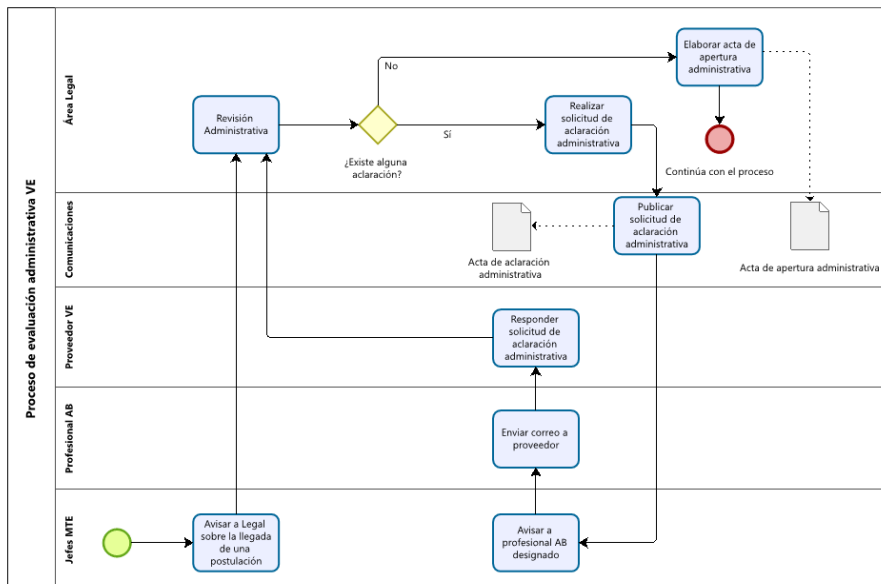 Proceso de evaluación administrativa VE
Área Legal
Elaborar acta de
apertura
administrativa
No
Revisión
Administrativa
Realizar
solicitud de
aclaración
administrativa
Sí
¿Existe alguna
aclaración?
Continúa con el proceso
Comunicaciones
Publicar
solicitud de
aclaración
administrativa
Acta de aclaración
administrativa
Acta de apertura administrativa
Proveedor VE
Responder
solicitud de
aclaración
administrativa
Profesional AB
Enviar correo a
proveedor
Jefes MTE
Avisar a Legal
sobre la llegada
de una
postulación
Avisar a
profesional AB
designado